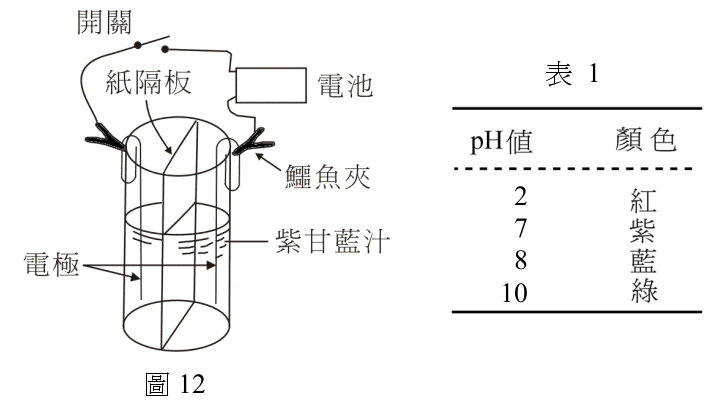 開關
紙隔板
電池
鱷魚夾
紫甘藍汁
電極
圖 12
表 1
pH值 顏色
2 紅
7 紫
8 藍
10 綠